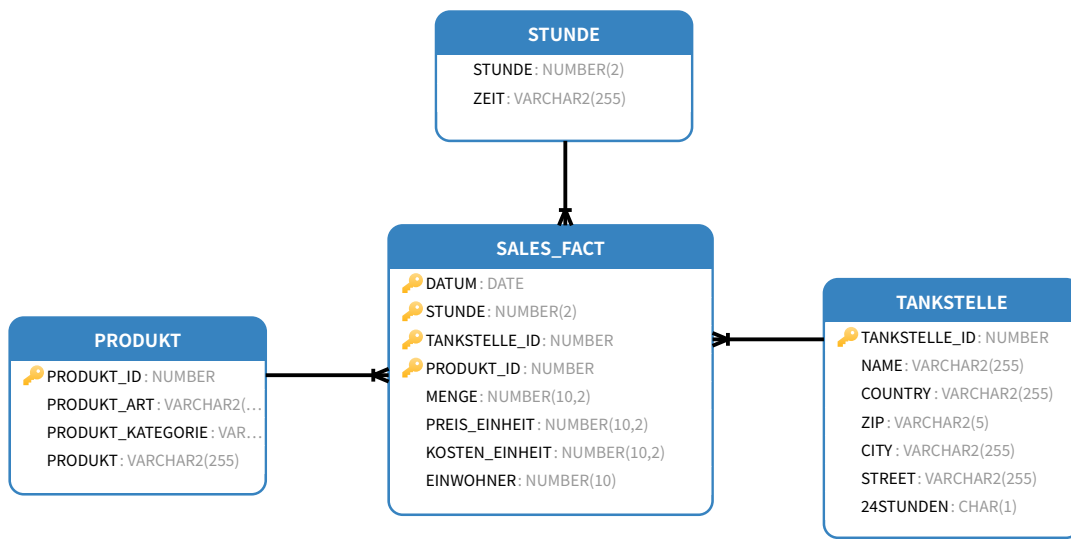 STUNDE
STUNDE: NUMBER(2)
ZEIT: VARCHAR2(255)
SALES_FACT
DATUM: DATE
STUNDE: NUMBER(2)
TANKSTELLE_ID: NUMBER
PRODUKT_ID: NUMBER
MENGE: NUMBER(10,2)
PREIS_EINHEIT: NUMBER(10,2)
KOSTEN_EINHEIT: NUMBER(10,2)
EINWOHNER: NUMBER(10)
TANKSTELLE
TANKSTELLE_ID: NUMBER
NAME: VARCHAR2(255)
COUNTRY: VARCHAR2(255)
ZIP: VARCHAR2(5)
CITY: VARCHAR2(255)
STREET: VARCHAR2(255)
24STUNDEN: CHAR(1)
PRODUKT
PRODUKT_ID: NUMBER
PRODUKT_ART: VARCHAR2(...
PRODUKT_KATEGORIE: VAR...
PRODUKT: VARCHAR2(255)